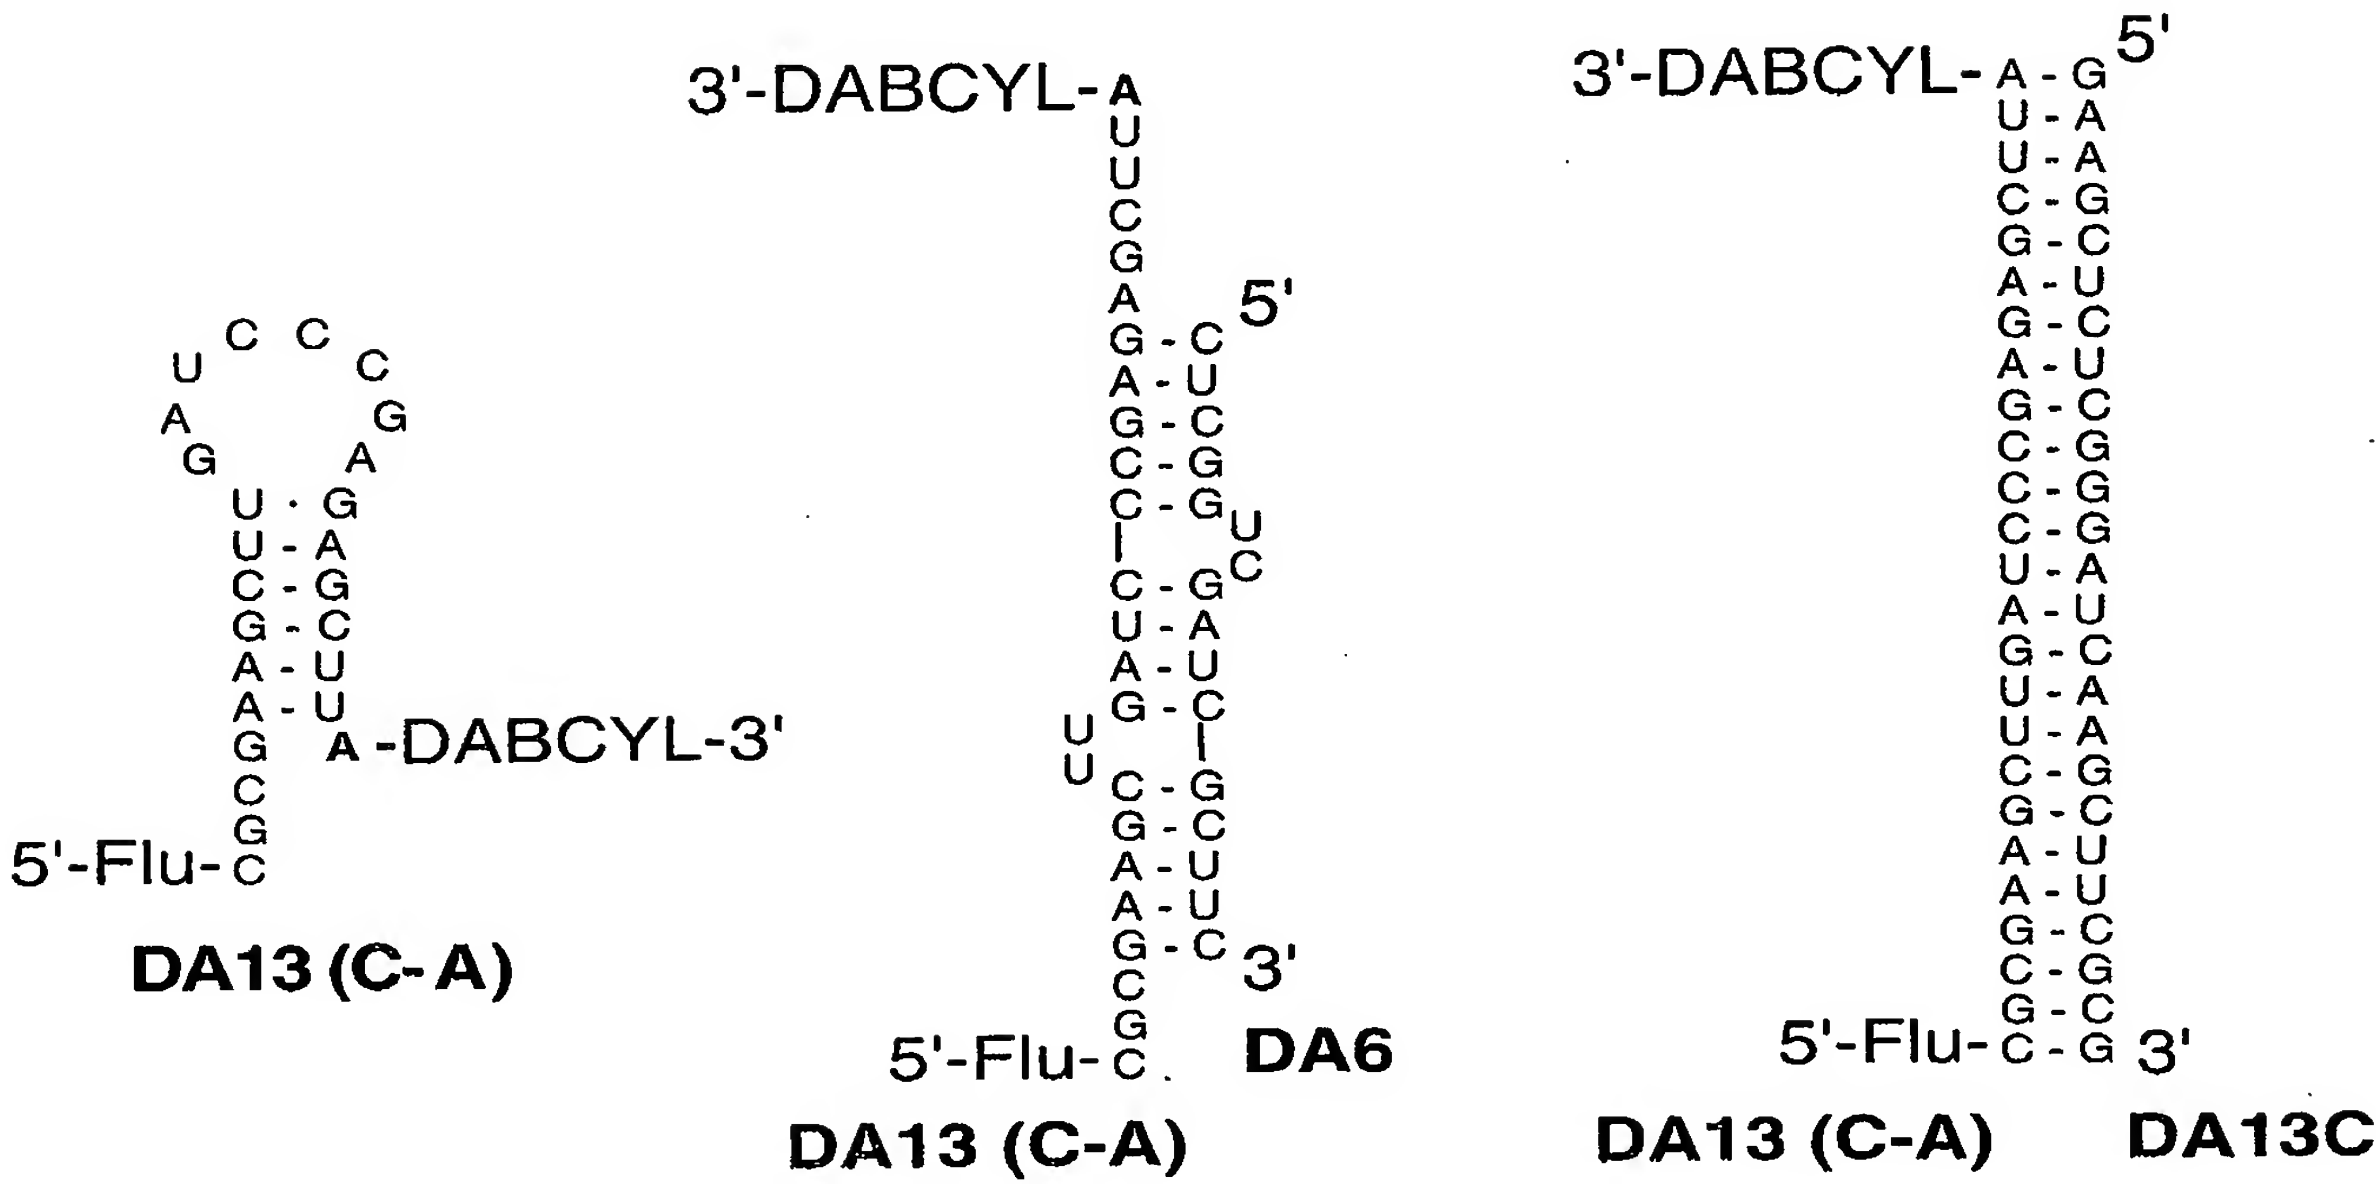 C C
U C
A G
G A
U · G
U - A
C - G
G - C
A - U
A - U
G A -DABCYL-3'
C
G
5'-Flu-C
DA13 (C-A)
3'-DABCYL-A
U
U
C
G
A 5'
G - C
A - U
G - C
C - G
C - G U
C
C - G
U - A
A - U
G - C
U
U
C - G
G - C
A - U
A - U
G - C 3'
C
G
5'-Flu-C
DA6
DA13 (C-A)
5'
3'-DABCYL-A - G
U - A
U - A
C - G
G - C
A - U
G - C
A - U
G - C
C - G
C - G
C - G
U - A
A - U
G - C
U - A
U - A
C - G
G - C
A - U
A - U
G - C
C - G
G - C
5'-Flu-C - G 3'
DA13 (C-A) DA13C